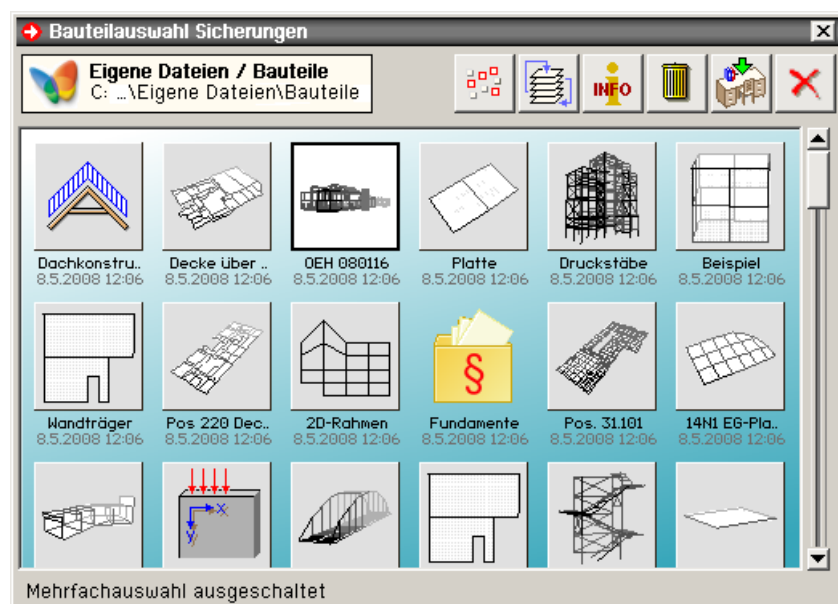 Bauteilauswahl Sicherungen
Eigene Dateien / Bauteile
C: …\Eigene Dateien\Bauteile
INFO
Dachkonstru.. Decke über .. OEH 080116 Platte Druckstäbe Beispiel
8.5.2008 12:06 8.5.2008 12:06 8.5.2008 12:06 8.5.2008 12:06 8.5.2008 12:06 8.5.2008 12:06
§
Wandträger Pos 220 Dec.. 2D-Rahmen Fundamente Pos. 31.101 14N1 EG-Pla..
8.5.2008 12:06 8.5.2008 12:06 8.5.2008 12:06 8.5.2008 12:06 8.5.2008 12:06 8.5.2008 12:06
x
y
Mehrfachauswahl ausgeschaltet